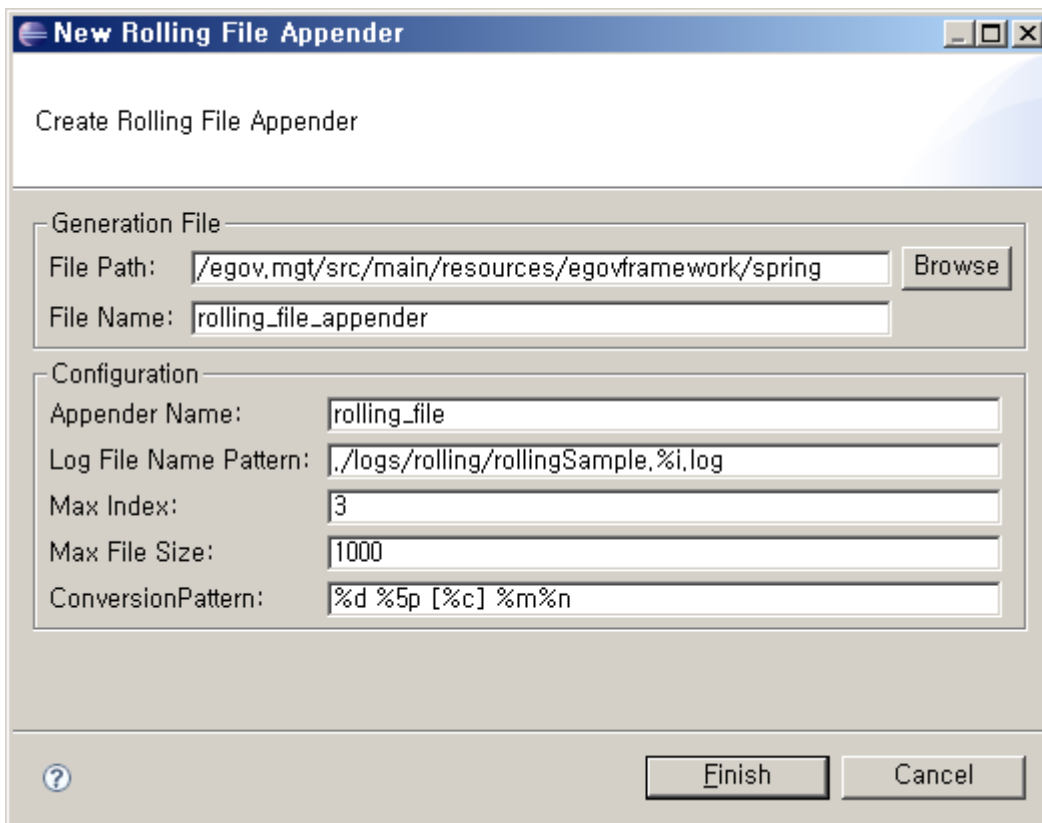 New Rolling File Appender
Create Rolling File Appender
Generation File
File Path: /egov.mgt/src/main/resources/egovframework/spring Browse
File Name: rolling_file_appender
Configuration
Appender Name: rolling_file
Log File Name Pattern: ./logs/rolling/rollingSample.%i.log
Max Index: 3
Max File Size: 1000
ConversionPattern: %d %5p [%c] %m%n
? Finish Cancel